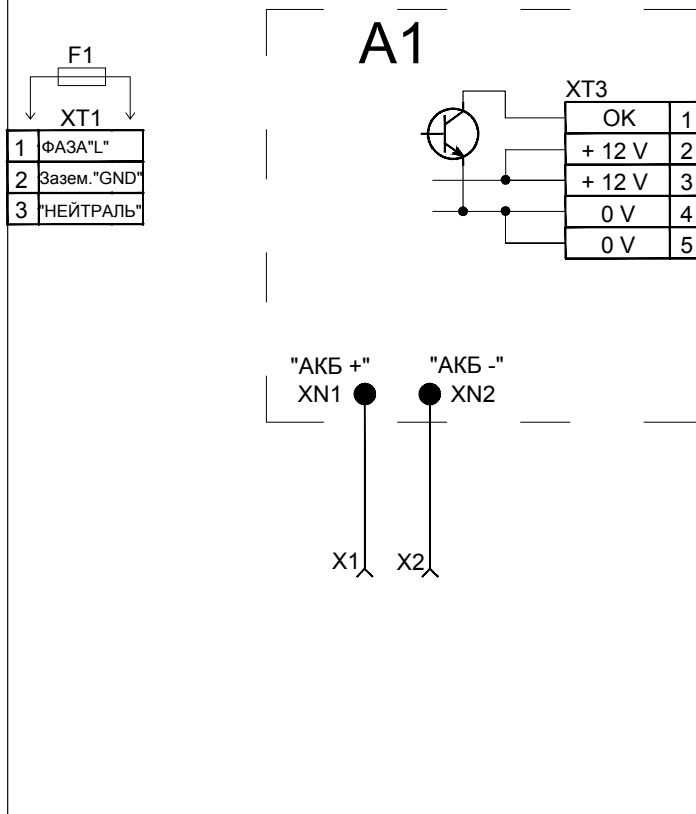 F1
XT1
1 ФАЗА"L"
2 Зазем."GND"
3 "НЕЙТРАЛЬ"
A1
XT3
OK 1
+ 12 V 2
+ 12 V 3
0 V 4
0 V 5
"АКБ +" "АКБ -"
XN1 XN2
X1 X2